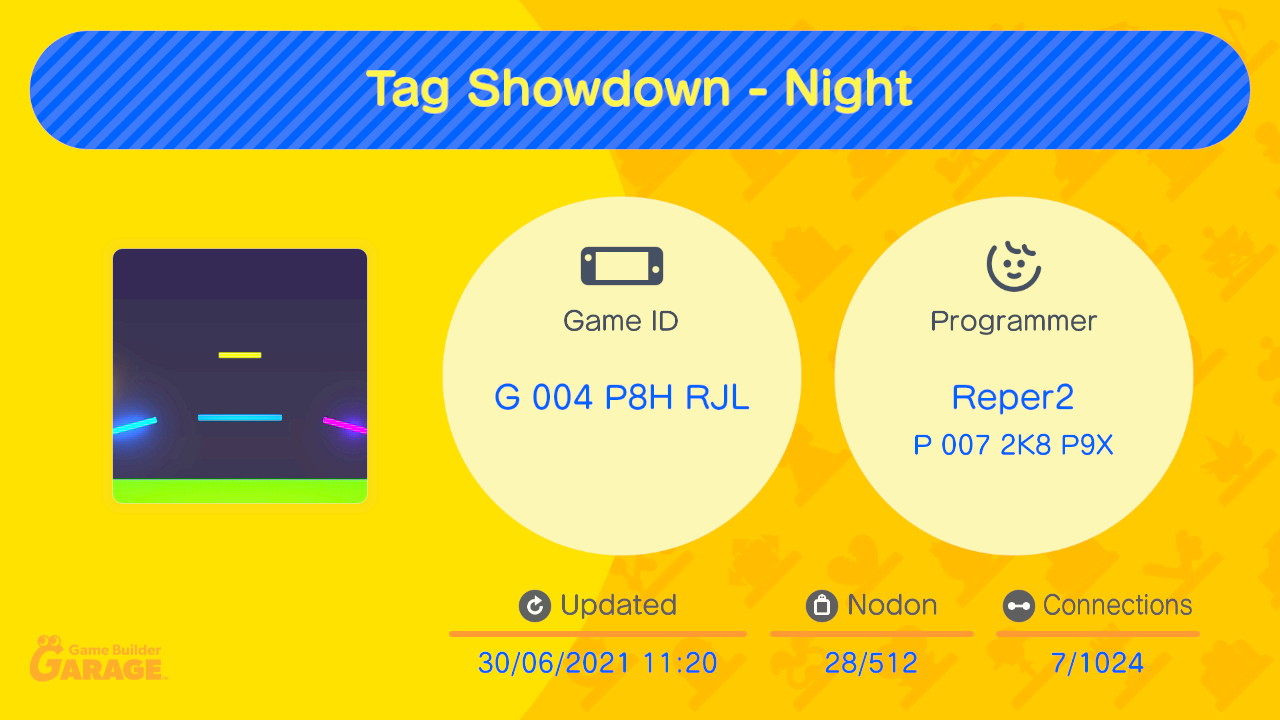 Tag Showdown - Night
Game ID
G 004 P8H RJL
Programmer
Reper2
P 007 2K8 P9X
Updated
30/06/2021 11:20
Nodon
28/512
Connections
7/1024
Game Builder
GARAGE